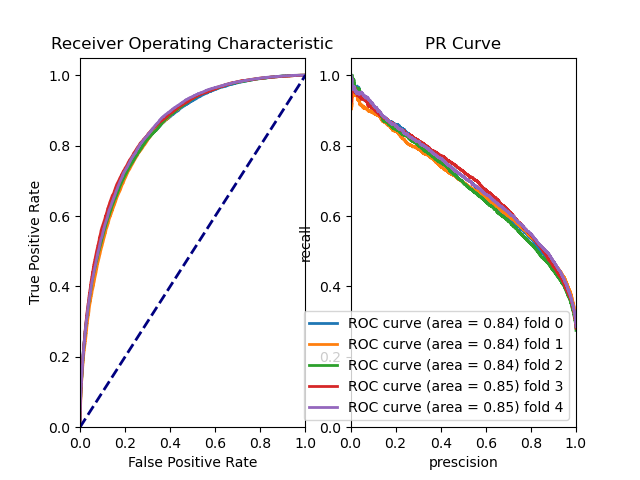 Receiver Operating Characteristic
PR Curve
1.0
0.8
0.6
0.4
0.2
0.0
True Positive Rate
0.0 0.2 0.4 0.6 0.8 1.0
False Positive Rate
1.0
0.8
0.6
0.4
0.2
0.0
recall
0.0 0.2 0.4 0.6 0.8 1.0
prescision
ROC curve (area = 0.84) fold 0
ROC curve (area = 0.84) fold 1
ROC curve (area = 0.84) fold 2
ROC curve (area = 0.85) fold 3
ROC curve (area = 0.85) fold 4